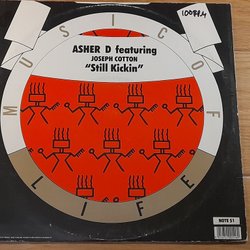 ASHER D featuring
JOSEPH COTTON
"Still Kickin"
MUSIC OF
LIFE
NOTE 51